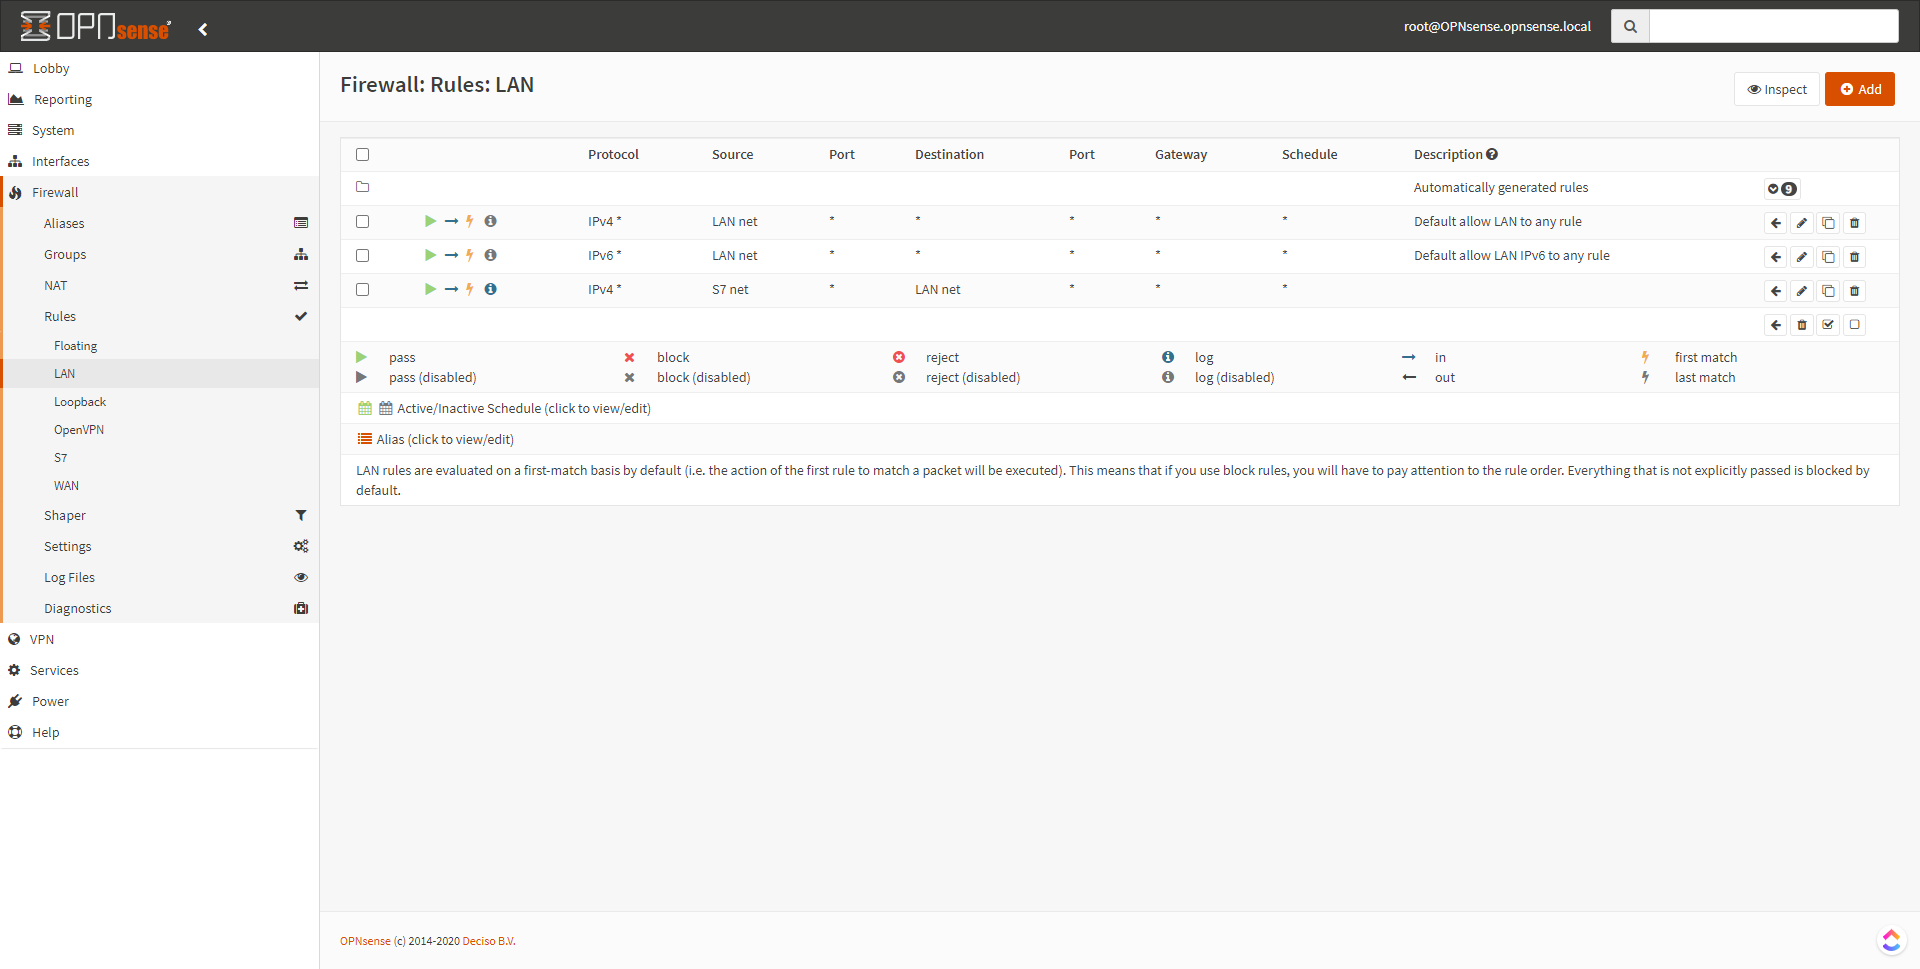 OPNsense
root@OPNsense.opnsense.local
Lobby
Reporting
System
Interfaces
Firewall
Aliases
Groups
NAT
Rules
Floating
LAN
Loopback
OpenVPN
S7
WAN
Shaper
Settings
Log Files
Diagnostics
VPN
Services
Power
Help
Firewall: Rules: LAN
Inspect
Add
Protocol Source Port Destination Port Gateway Schedule Description
Automatically generated rules 9
IPv4 * LAN net * * * * * Default allow LAN to any rule
IPv6 * LAN net * * * * * Default allow LAN IPv6 to any rule
IPv4 * S7 net * LAN net * * *
pass block reject log in first match
pass (disabled) block (disabled) reject (disabled) log (disabled) out last match
Active/Inactive Schedule (click to view/edit)
Alias (click to view/edit)
LAN rules are evaluated on a first-match basis by default (i.e. the action of the first rule to match a packet will be executed). This means that if you use block rules, you will have to pay attention to the rule order. Everything that is not explicitly passed is blocked by
default.
OPNsense (c) 2014-2020 Deciso B.V.